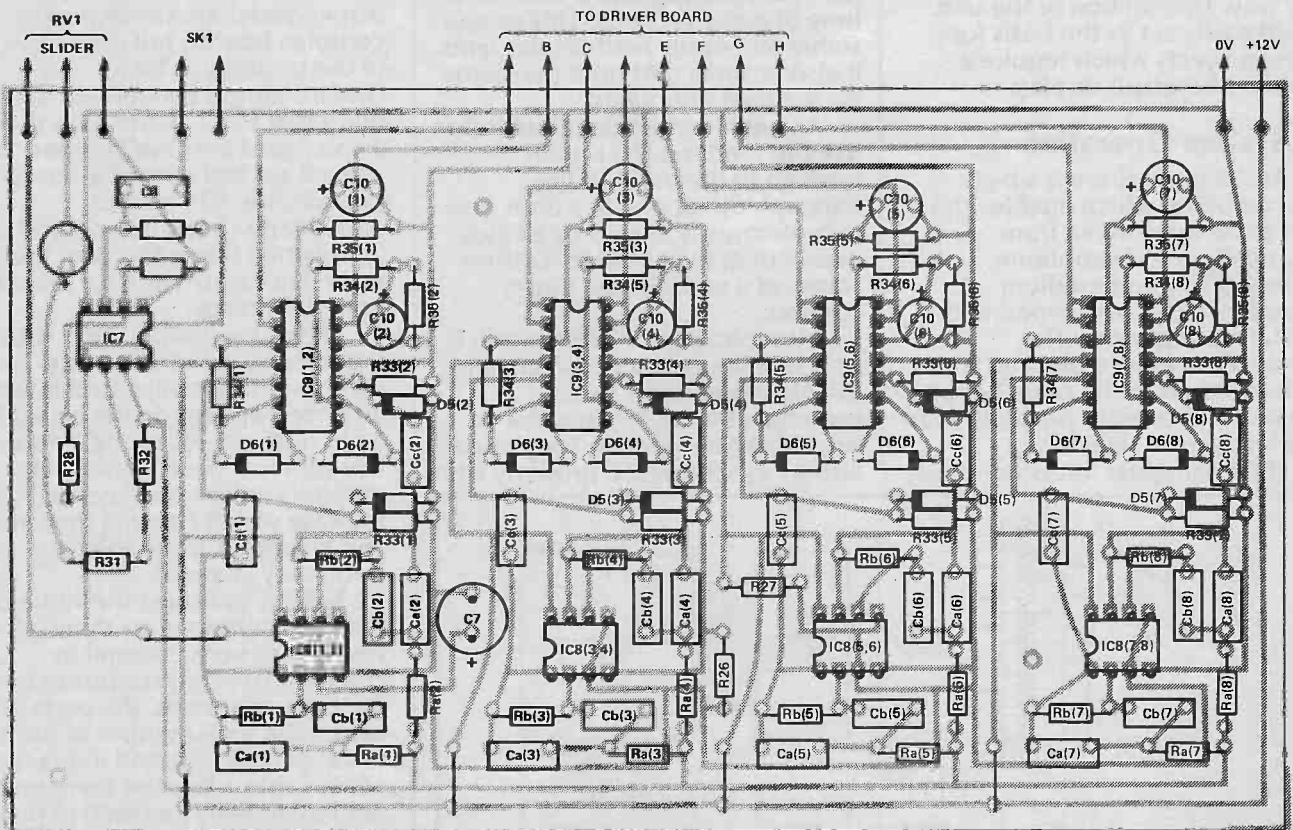 RV1
SLIDER
SK1
TO DRIVER BOARD
A B C D E F G H
0V +12V
C10 (1)
C10 (3)
C10 (5)
C10 (7)
R35(1)
R35(3)
R35(5)
R35(7)
R34(2)
R34(5)
R34(6)
R34(8)
C10 (2)
R35(2)
C10 (4)
R35(4)
C10
C10 (8)
IC7
IC9(1,2)
IC9(3,4)
IC9(5,6)
IC9(7,8)
R34(1)
R33(2)
R34(3)
R33(4)
R34(5)
R34(7)
R33(8)
D5(2)
D5(4)
D5(6)
D5(8)
R28
R32
D6(1)
D6(2)
Cc(2)
D6(3)
D6(4)
Cc(4)
D6(5)
D6(6)
Cc(6)
D6(7)
D6(8)
Cc(8)
D5(3)
D5(5)
D5(7
Cc(1)
R33(1)
Cc(3)
R33(3)
Cc(5)
R33(5)
Cc(7)
R31
Rb(2)
Rb(4)
R27
Rb(6)
Rb(8)
Cb(2)
Ca(2)
C7
Cb(4)
Ca(4)
Cb(6)
Ca(6)
Cb(8)
Ca(8)
IC8(3,4)
IC8(5,6)
IC8(7,8)
Ra(2)
Ra(4)
R26
Ra(6)
Ra(8)
Rb(1)
Cb(1)
Rb(3)
Cb(3)
Rb(5)
Cb(5)
Rb(7)
Cb(7)
Ca(1)
Ra(1)
Ca(3)
Ra(3
Ca(5)
Ra(5)
Ca(7)
Ra(7